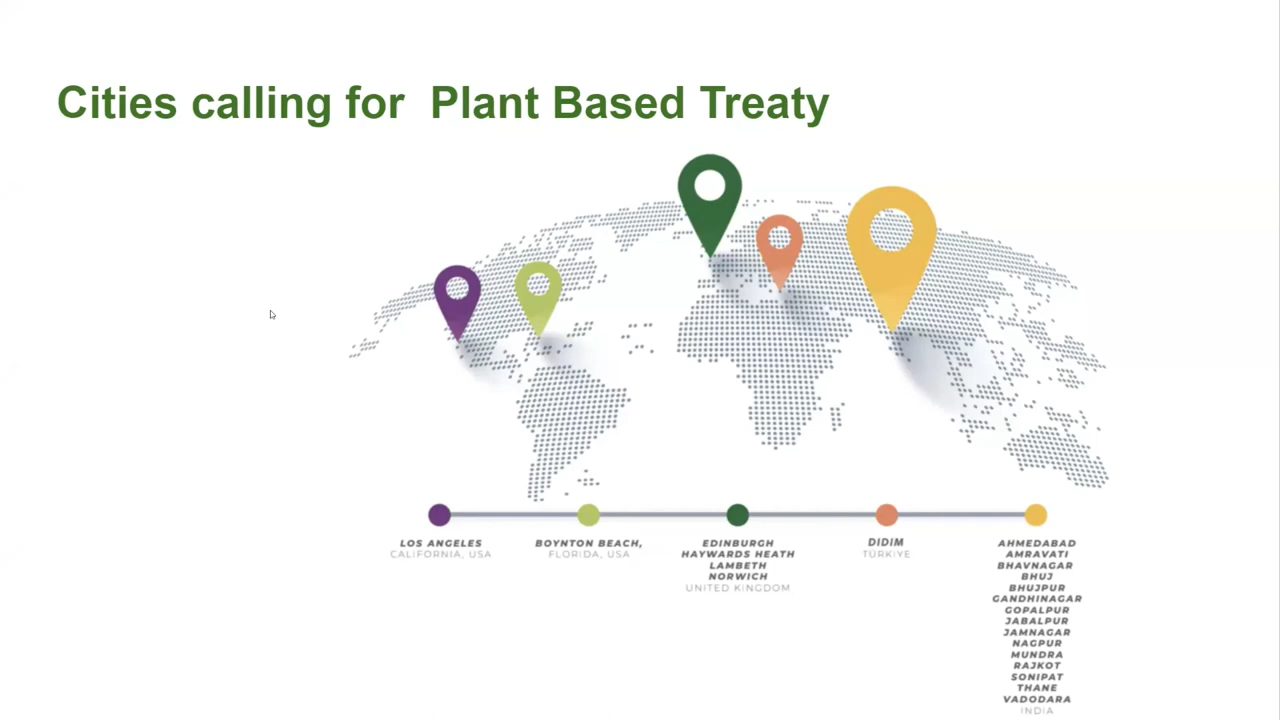 Cities calling for Plant Based Treaty
LOS ANGELES
CALIFORNIA, USA
BOYNTON BEACH,
FLORIDA, USA
EDINBURGH
HAYWARDS HEATH
LAMBETH
NORWICH
UNITED KINGDOM
DIDIM
TÜRKIYE
AHMEDABAD
AMRAVATI
BHAVNAGAR
BHUJ
BHUJPUR
GANDHINAGAR
GOPALPUR
JABALPUR
JAMNAGAR
NAGPUR
MUNDRA
RAJKOT
SONIPAT
THANE
VADODARA
INDIA